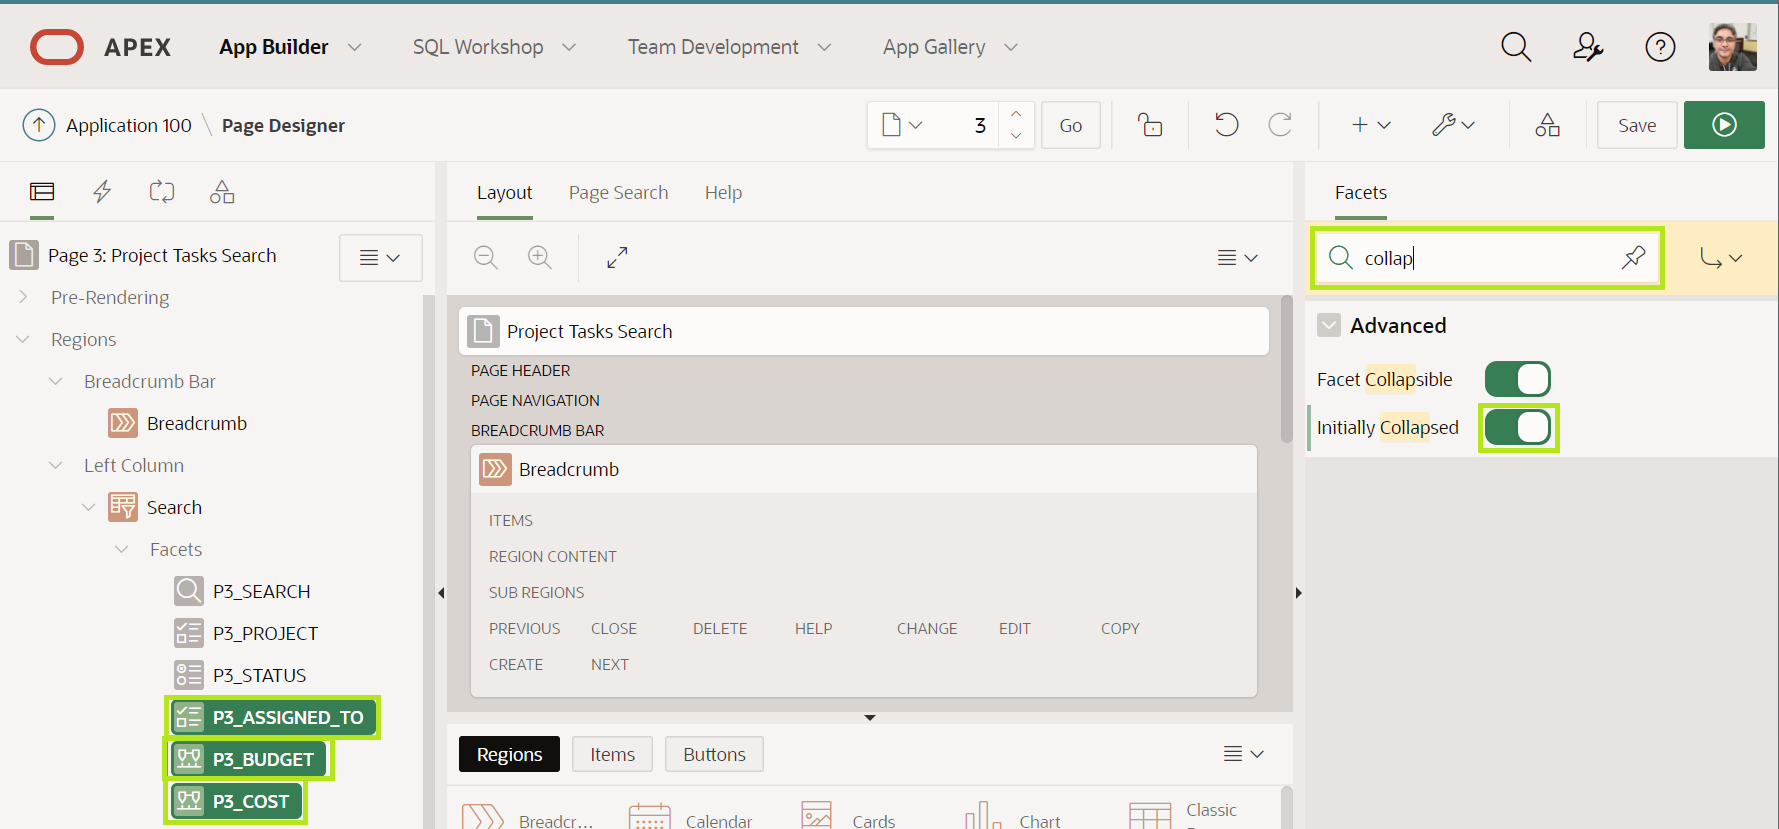 APEX App Builder SQL Workshop Team Development App Gallery
Application 100 \ Page Designer 3 Go Save
Layout Page Search Help
Facets
Page 3: Project Tasks Search
Pre-Rendering
Regions
Breadcrumb Bar
Breadcrumb
Left Column
Search
Facets
P3_SEARCH
P3_PROJECT
P3_STATUS
P3_ASSIGNED_TO
P3_BUDGET
P3_COST
Project Tasks Search
PAGE HEADER
PAGE NAVIGATION
BREADCRUMB BAR
Breadcrumb
ITEMS
REGION CONTENT
SUB REGIONS
PREVIOUS CLOSE DELETE HELP CHANGE EDIT COPY
CREATE NEXT
Regions Items Buttons
Breadcr... Calendar Cards Chart Classic
collap
Advanced
Facet Collapsible
Initially Collapsed